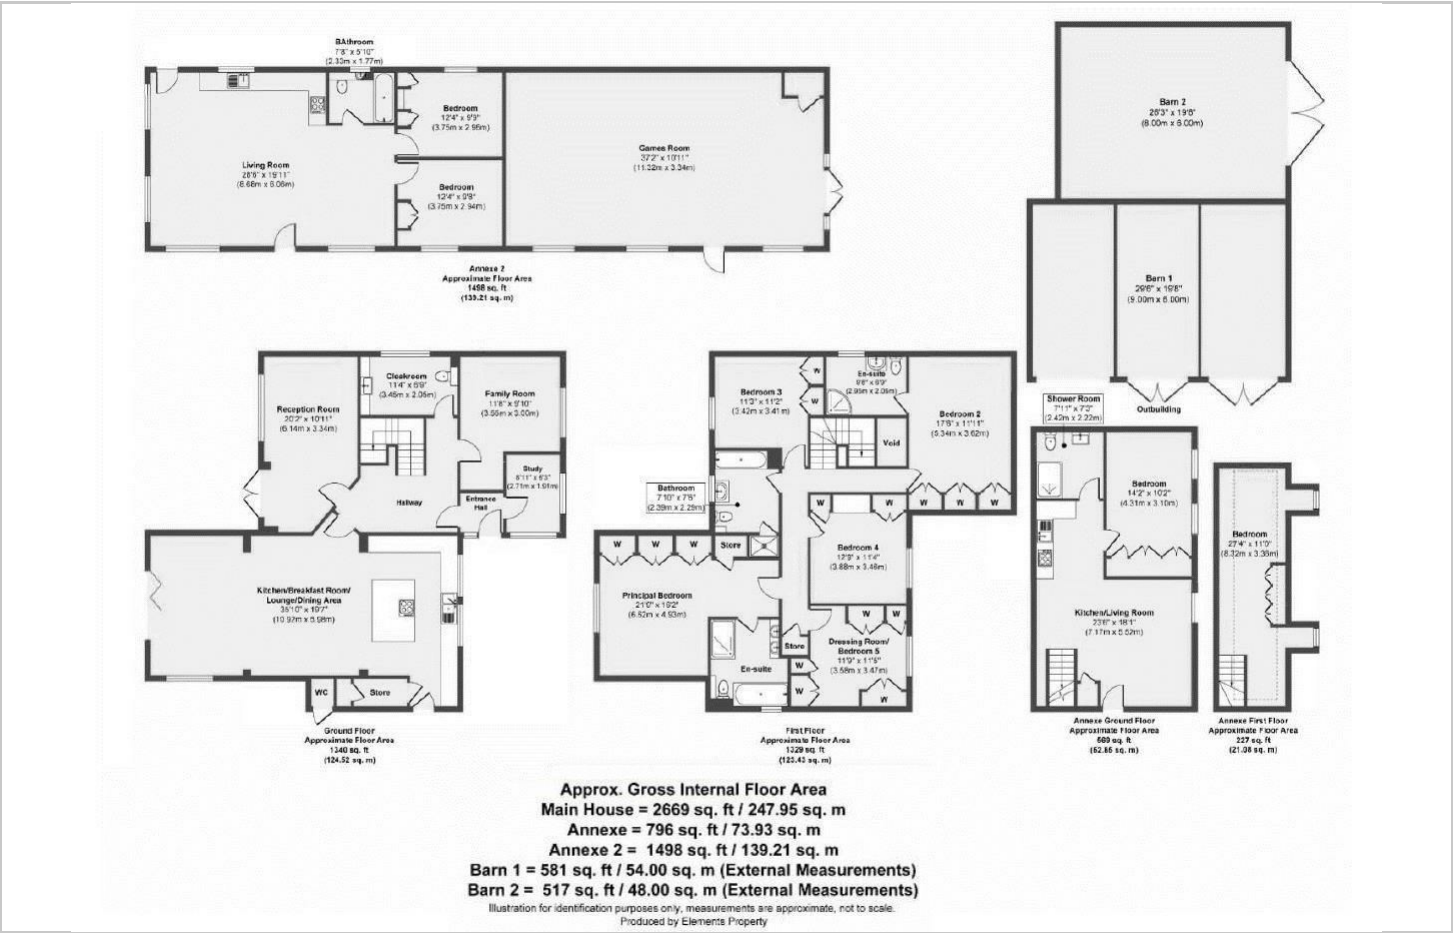 BAthroom
7'8" x 5'10"
(2.33m x 1.77m)
Bedroom
12'4" x 9'9"
(3.75m x 2.96m)
Living Room
28'6" x 19'11"
(8.68m x 6.06m)
Bedroom
12'4" x 9'8"
(3.75m x 2.94m)
Games Room
37'2" x 10'11"
(11.32m x 3.34m)
Annexe 2
Approximate Floor Area
1498 sq. ft
(139.21 sq. m)
Barn 2
26'3" x 19'8"
(8.00m x 6.00m)
Barn 1
29'6" x 19'8"
(9.00m x 6.00m)
Outbuilding
Cloakroom
11'4" x 6'9"
(3.45m x 2.05m)
Reception Room
20'2" x 10'11"
(6.14m x 3.34m)
Family Room
11'8" x 9'10"
(3.56m x 3.00m)
Study
8'11" x 6'3"
(2.71m x 1.91m)
Hallway
Entrance
Hall
Kitchen/Breakfast Room/
Lounge/Dining Area
35'10" x 19'7"
(10.92m x 5.98m)
WC
Store
Ground Floor
Approximate Floor Area
1340 sq. ft
(124.52 sq. m)
Bedroom 3
11'3" x 11'2"
(3.42m x 3.41m)
W
W
En-suite
9'8" x 6'9"
(2.95m x 2.05m)
Bedroom 2
17'6" x 11'11"
(5.34m x 3.62m)
Void
Bathroom
7'10" x 7'6"
(2.39m x 2.29m)
W
W
W
W
W
W
W
W
Store
Bedroom 4
12'9" x 11'4"
(3.88m x 3.46m)
Principal Bedroom
21'9" x 16'2"
(6.62m x 4.93m)
W
W
Dressing Room/
Bedroom 5
11'9" x 11'5"
(3.58m x 3.47m)
Store
En-suite
W
W
W
First Floor
Approximate Floor Area
1329 sq. ft
(123.43 sq. m)
Shower Room
7'11" x 7'3"
(2.42m x 2.22m)
Bedroom
14'2" x 10'2"
(4.31m x 3.10m)
Kitchen/Living Room
23'6" x 18'1"
(7.17m x 5.52m)
Annexe Ground Floor
Approximate Floor Area
569 sq. ft
(52.85 sq. m)
Bedroom
27'4" x 11'0"
(8.32m x 3.36m)
Annexe First Floor
Approximate Floor Area
227 sq. ft
(21.08 sq. m)
Approx. Gross Internal Floor Area
Main House = 2669 sq. ft / 247.95 sq. m
Annexe = 796 sq. ft / 73.93 sq. m
Annexe 2 = 1498 sq. ft / 139.21 sq. m
Barn 1 = 581 sq. ft / 54.00 sq. m (External Measurements)
Barn 2 = 517 sq. ft / 48.00 sq. m (External Measurements)
Illustration for identification purposes only, measurements are approximate, not to scale.
Produced by Elements Property